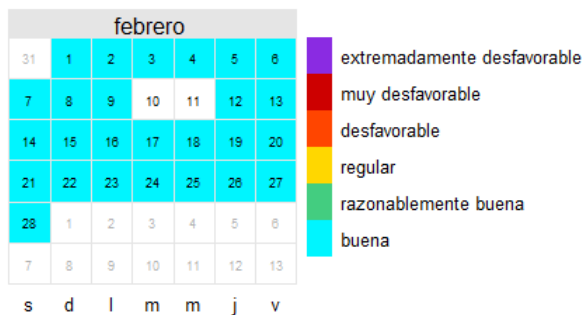 febrero
31 1 2 3 4 5 6
7 8 9 10 11 12 13
14 15 16 17 18 19 20
21 22 23 24 25 26 27
28 1 2 3 4 5 6
7 8 9 10 11 12 13
s d l m m j v
extremadamente desfavorable
muy desfavorable
desfavorable
regular
razonablemente buena
buena